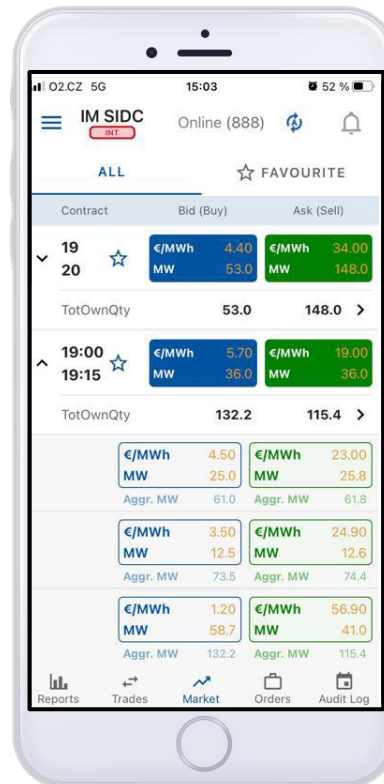 O2.CZ 5G 15:03 52 %
IM SIDC Online (888)
INT
ALL FAVOURITE
Contract Bid (Buy) Ask (Sell)
19 €/MWh 4.40 €/MWh 34.00
20 MW 53.0 MW 148.0
TotOwnQty 53.0 148.0
19:00 €/MWh 5.70 €/MWh 19.00
19:15 MW 36.0 MW 36.0
TotOwnQty 132.2 115.4
€/MWh 4.50 €/MWh 23.00
MW 25.0 MW 25.8
Aggr. MW 61.0 Aggr. MW 61.8
€/MWh 3.50 €/MWh 24.90
MW 12.5 MW 12.6
Aggr. MW 73.5 Aggr. MW 74.4
€/MWh 1.20 €/MWh 56.90
MW 58.7 MW 41.0
Aggr. MW 132.2 Aggr. MW 115.4
Reports Trades Market Orders Audit Log